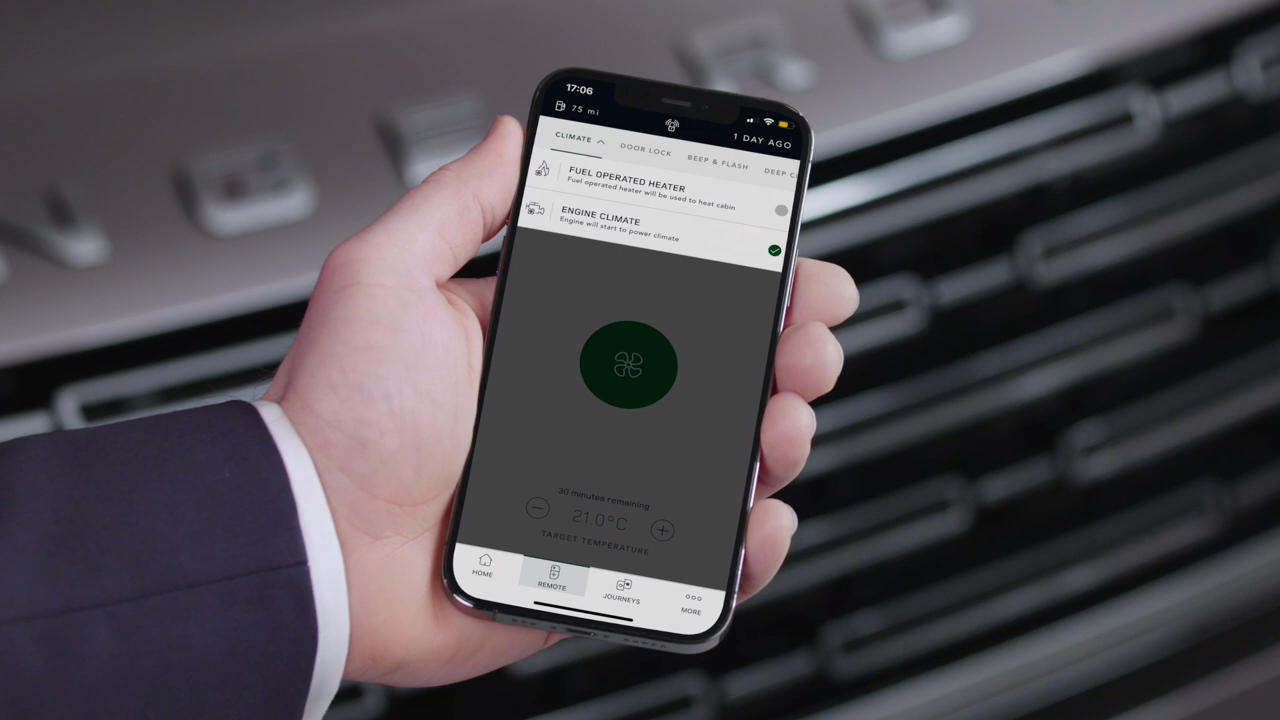 17:06
75 mi
1 DAY AGO
CLIMATE
DOOR LOCK
BEEP & FLASH
DEEP C
FUEL OPERATED HEATER
Fuel operated heater will be used to heat cabin
ENGINE CLIMATE
Engine will start to power climate
30 minutes remaining
21.0°C
TARGET TEMPERATURE
HOME
REMOTE
JOURNEYS
MORE